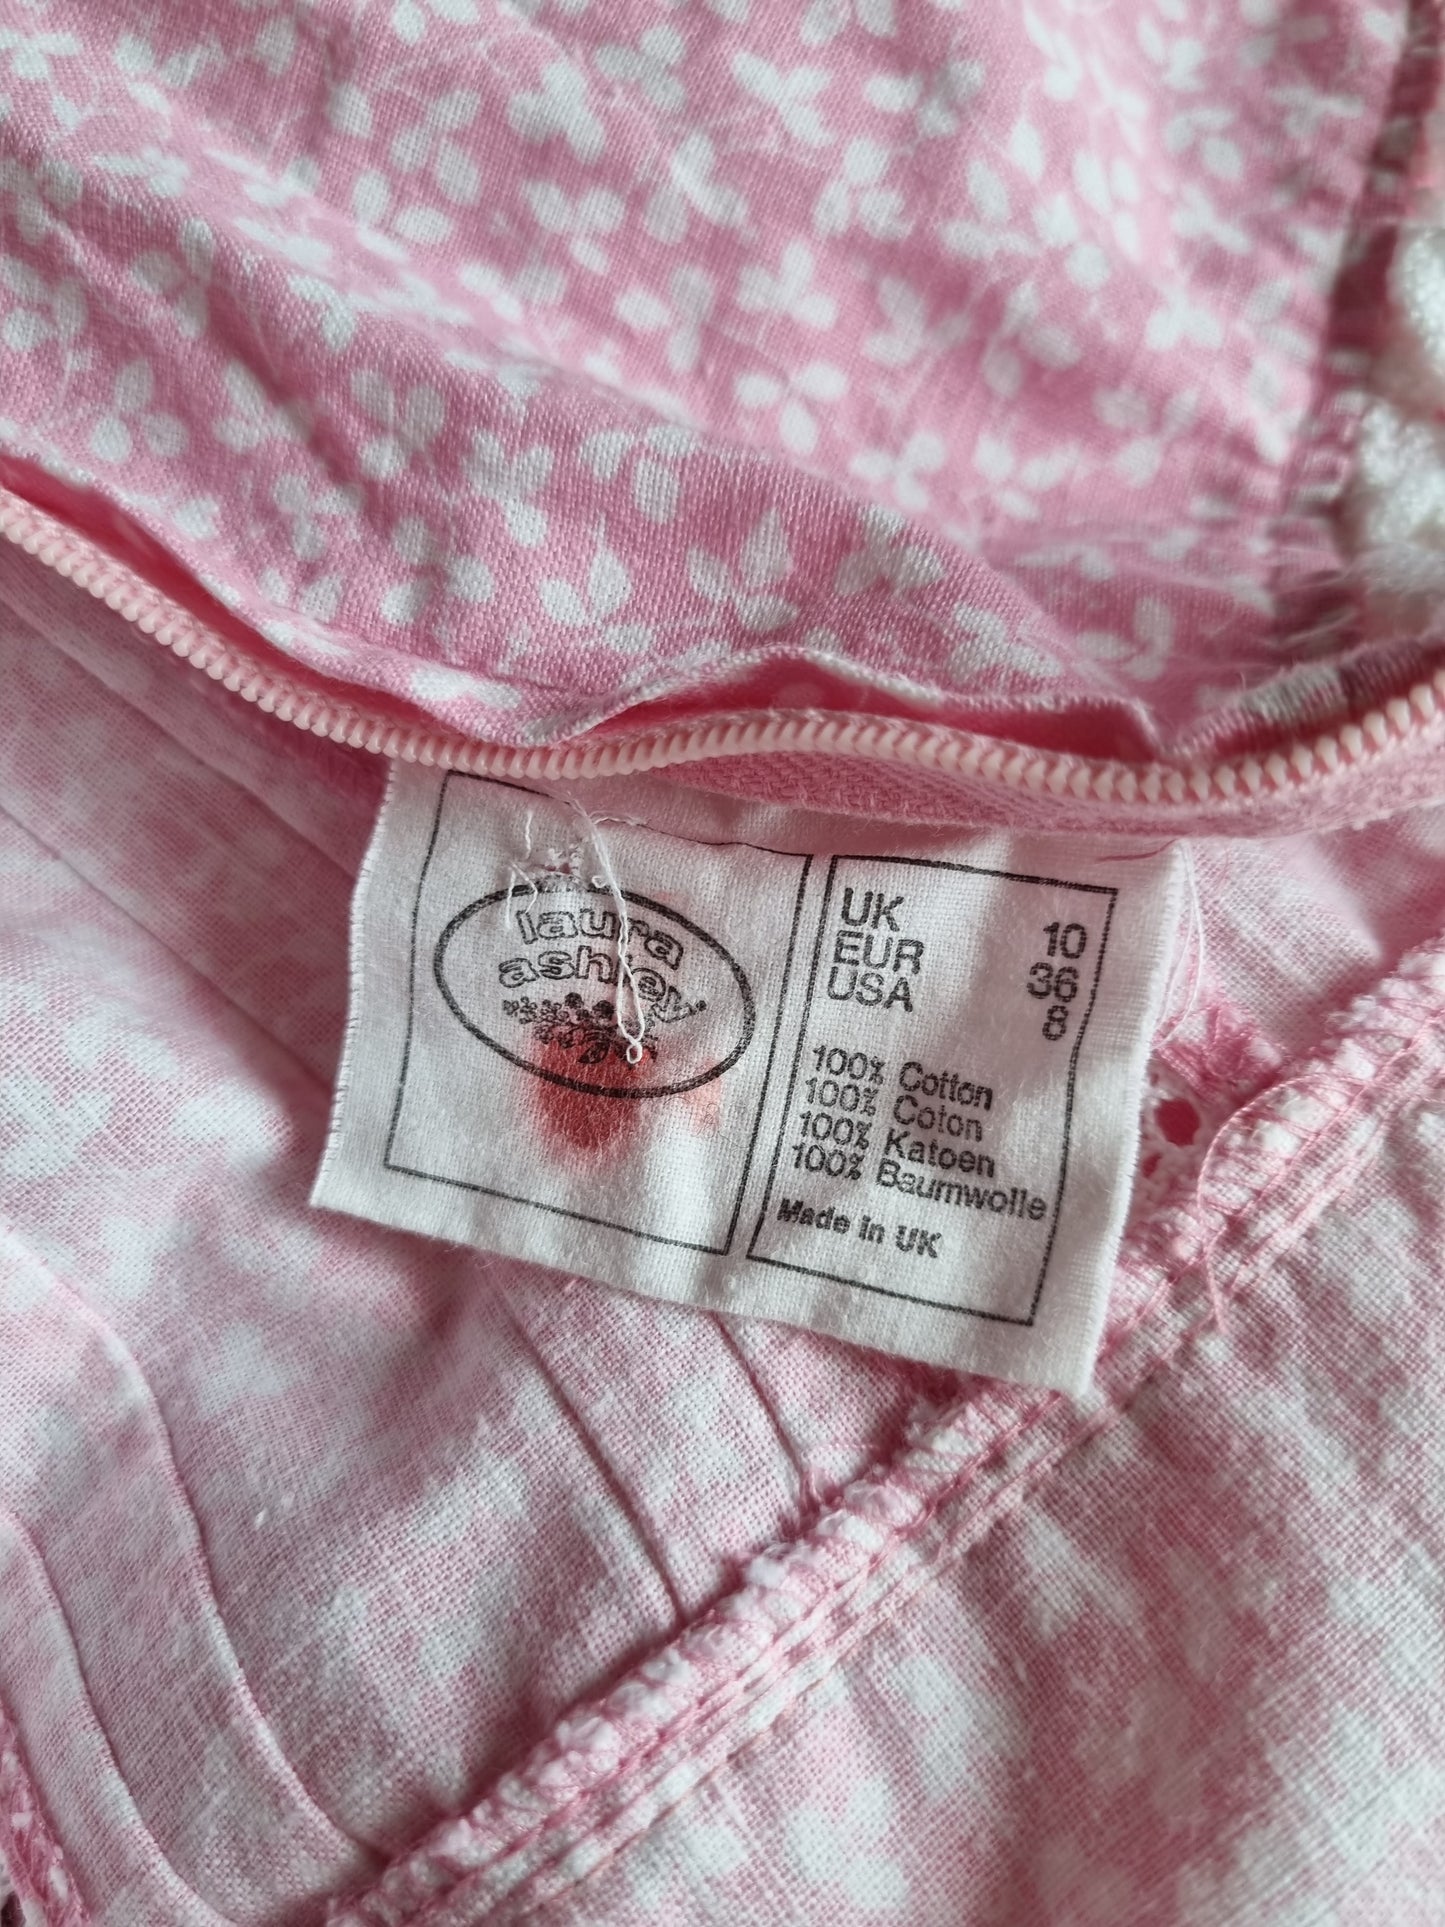 laura
ashley
UK 10
EUR 36
USA 8
100% Cotton
100% Coton
100% Katoen
100% Baumwolle
Made in UK